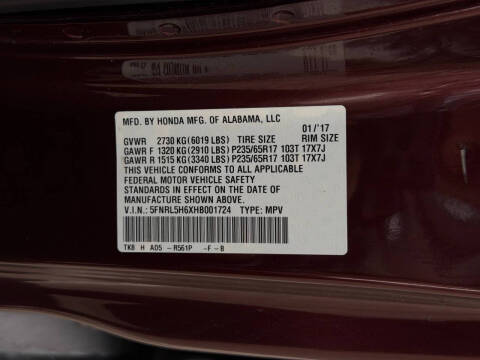 MFD. BY HONDA MFG. OF ALABAMA, LLC 01/'17
GVWR 2730 KG (6019 LBS) TIRE SIZE RIM SIZE
GAWR F 1320 KG (2910 LBS) P235/65R17 103T 17X7J
GAWR R 1515 KG (3340 LBS) P235/65R17 103T 17X7J
THIS VEHICLE CONFORMS TO ALL APPLICABLE
FEDERAL MOTOR VEHICLE SAFETY
STANDARDS IN EFFECT ON THE DATE OF
MANUFACTURE SHOWN ABOVE.
V.I.N.: 5FNRL5H6XHB001724 TYPE: MPV
TK8 H A05 -R561P -F-B